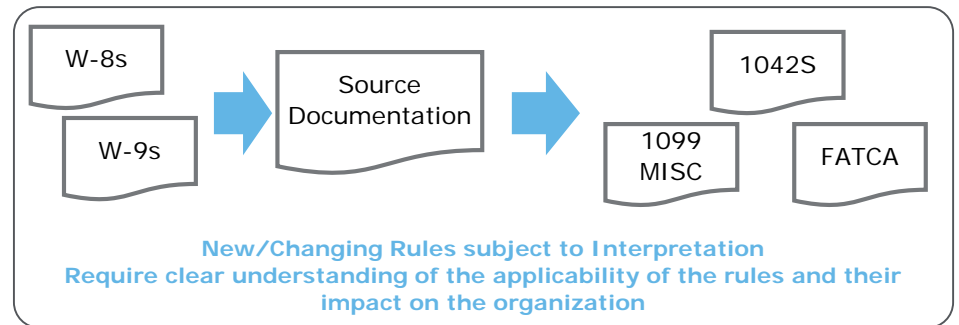 W-8s
W-9s
Source
Documentation
1042S
1099
MISC
FATCA
New/Changing Rules subject to Interpretation
Require clear understanding of the applicability of the rules and their
impact on the organization